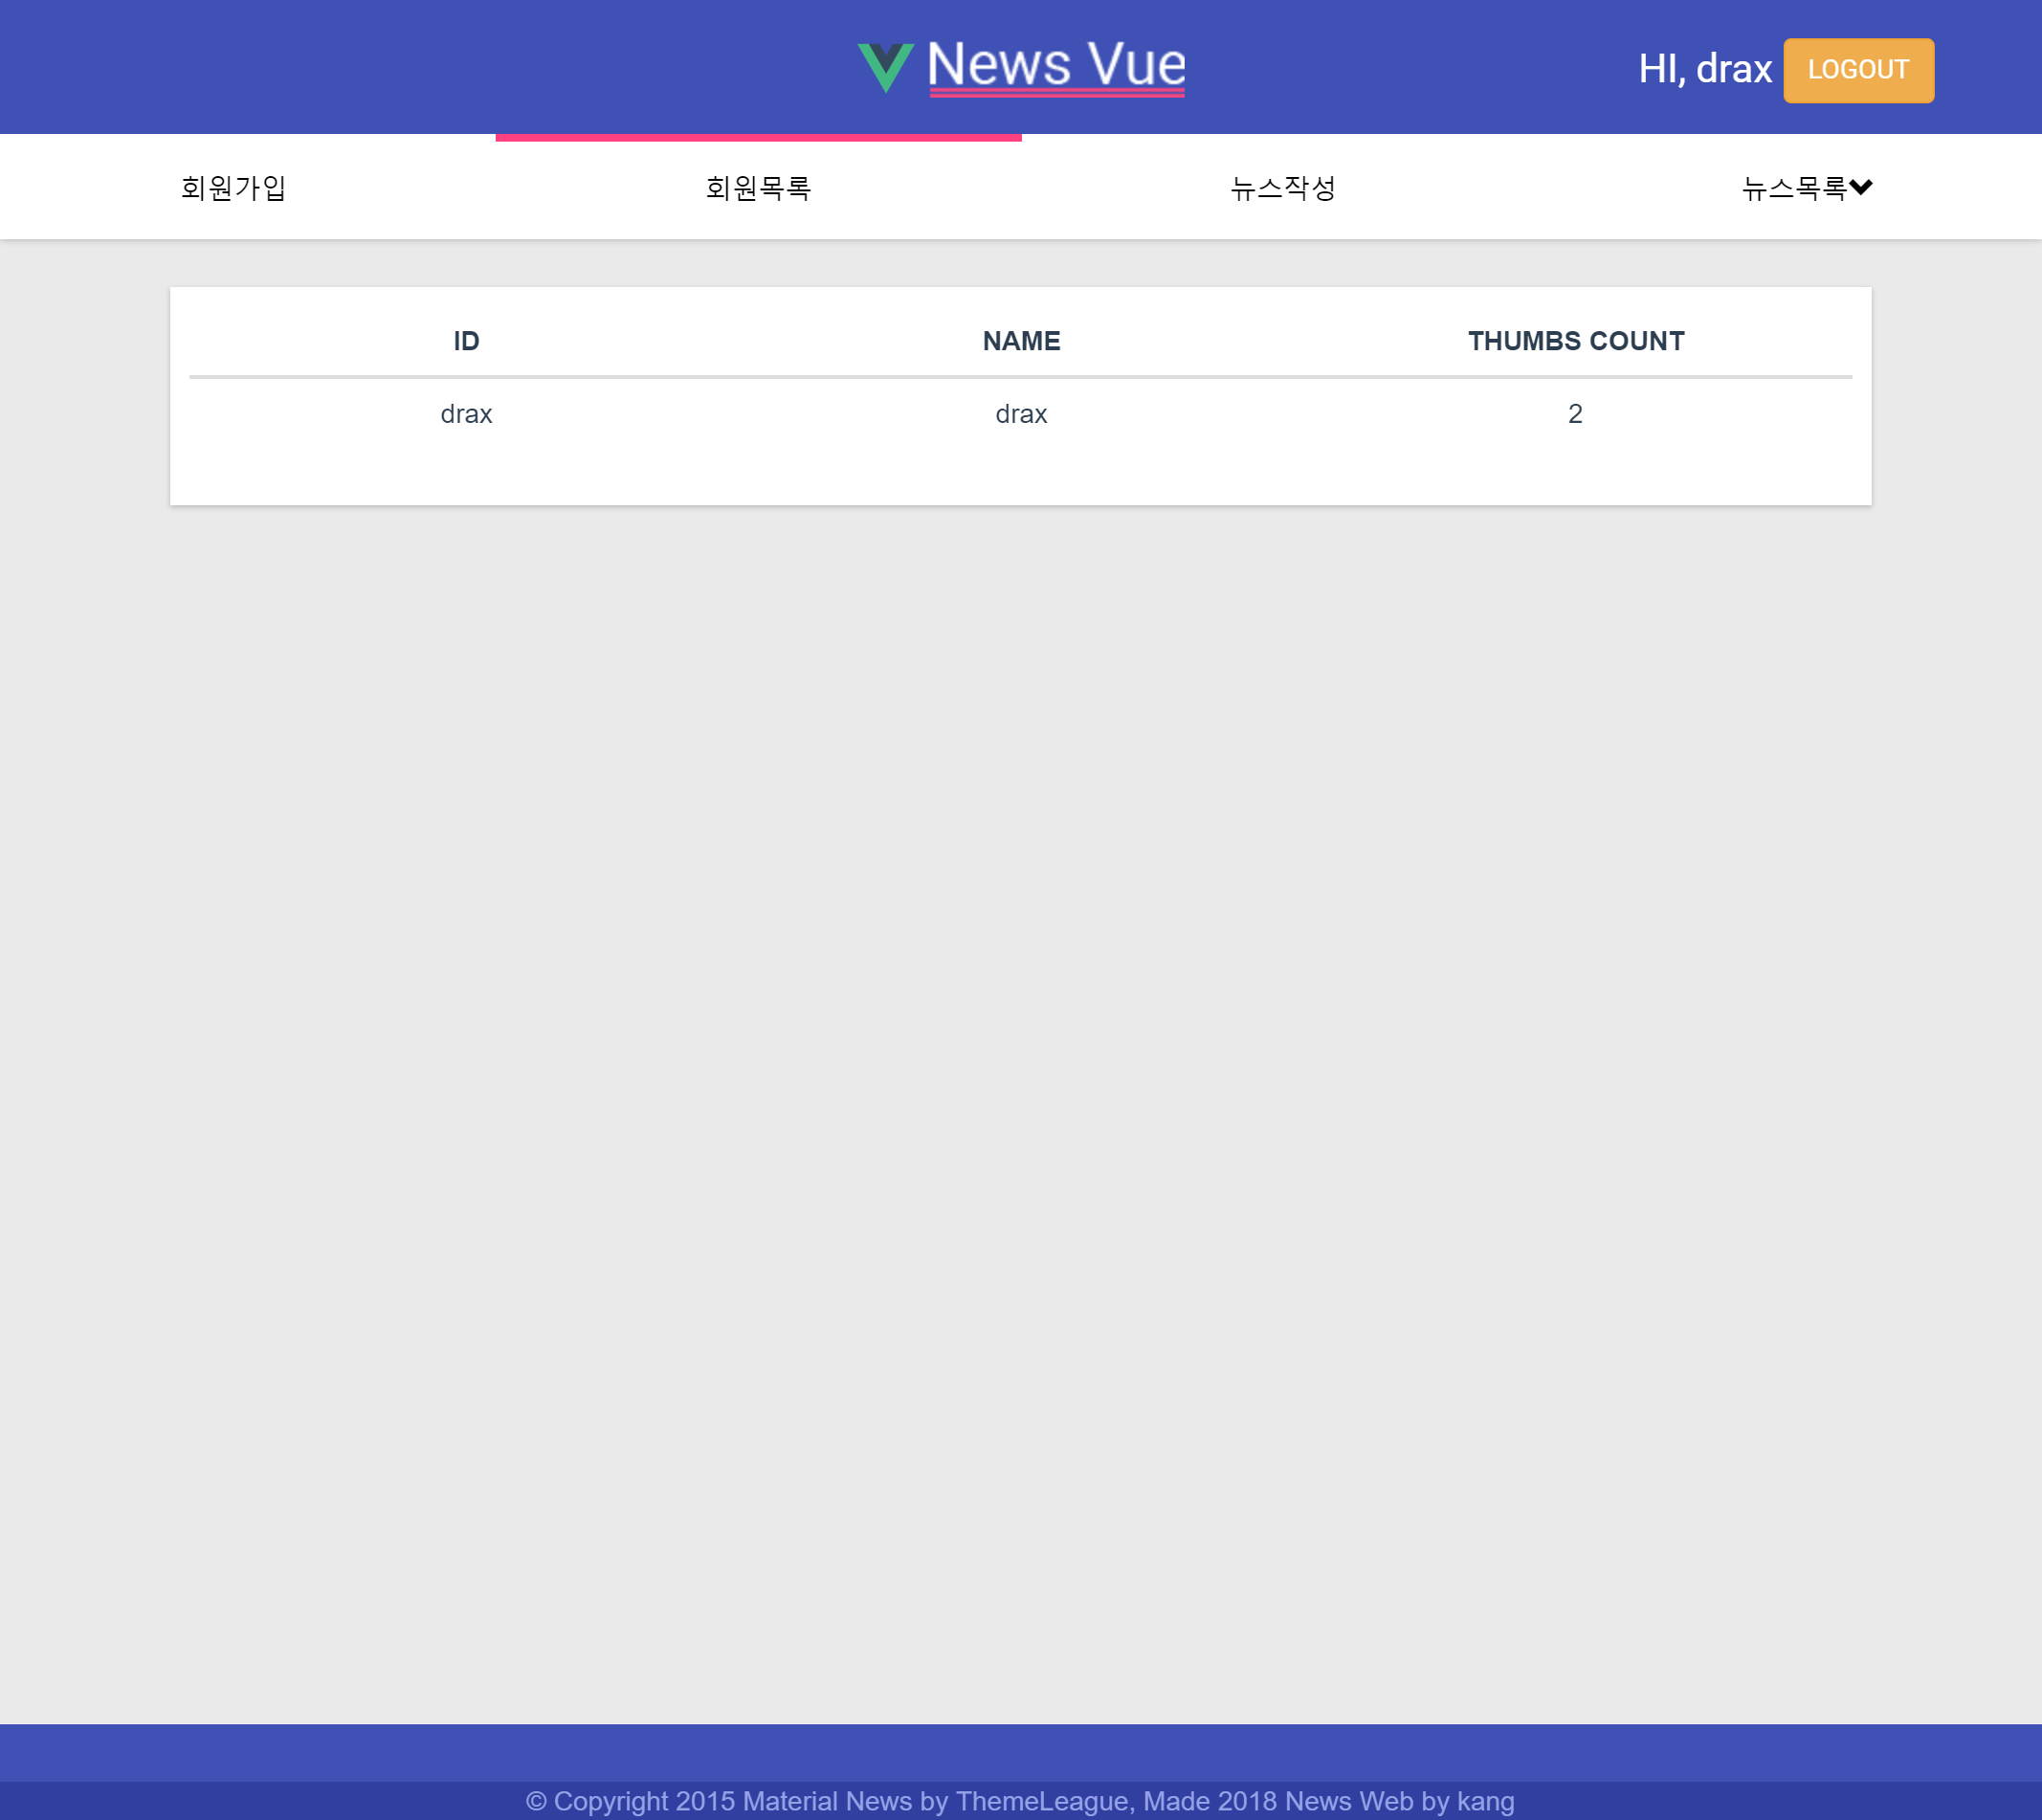 News Vue
HI, drax LOGOUT
회원가입 회원목록 뉴스작성 뉴스목록
ID NAME THUMBS COUNT
drax drax 2
© Copyright 2015 Material News by ThemeLeague, Made 2018 News Web by kang